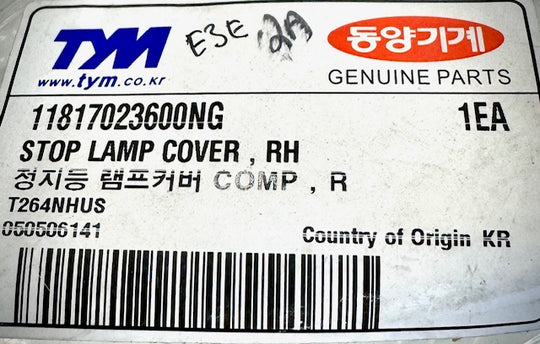 TYM
www.tym.co.kr
E3E 2A
동양기계
GENUINE PARTS
11817023600NG 1EA
STOP LAMP COVER , RH
정지등 램프커버 COMP , R
T264NHUS
050506141
Country of Origin KR